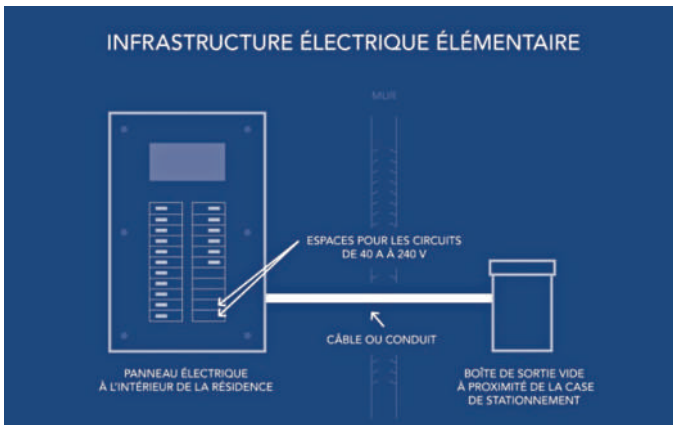 INFRASTRUCTURE ÉLECTRIQUE ÉLÉMENTAIRE
MUR
ESPACES POUR LES CIRCUITS
DE 40 A À 240 V
CÂBLE OU CONDUIT
PANNEAU ÉLECTRIQUE
À L'INTÉRIEUR DE LA RÉSIDENCE
BOÎTE DE SORTIE VIDE
À PROXIMITÉ DE LA CASE
DE STATIONNEMENT